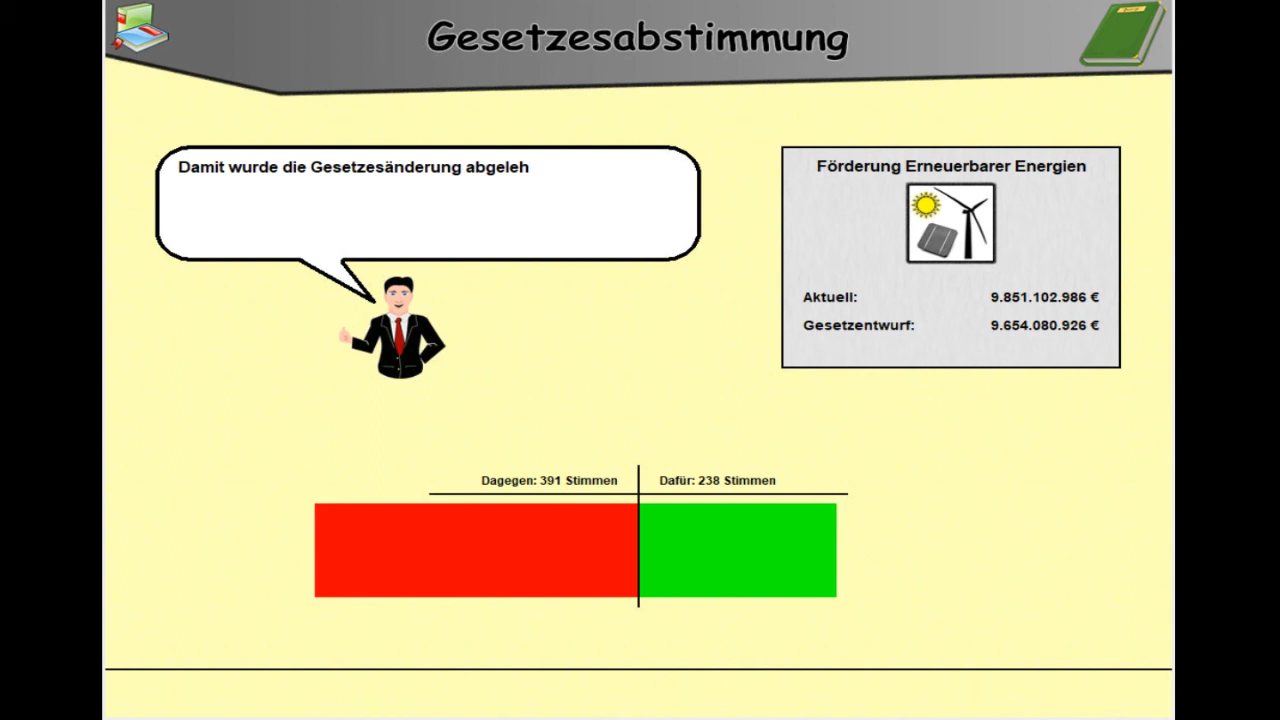 Gesetzesabstimmung
Damit wurde die Gesetzesänderung abgeleh
Förderung Erneuerbarer Energien
Aktuell: 9.851.102.986 €
Gesetzentwurf: 9.654.080.926 €
Dagegen: 391 Stimmen
Dafür: 238 Stimmen